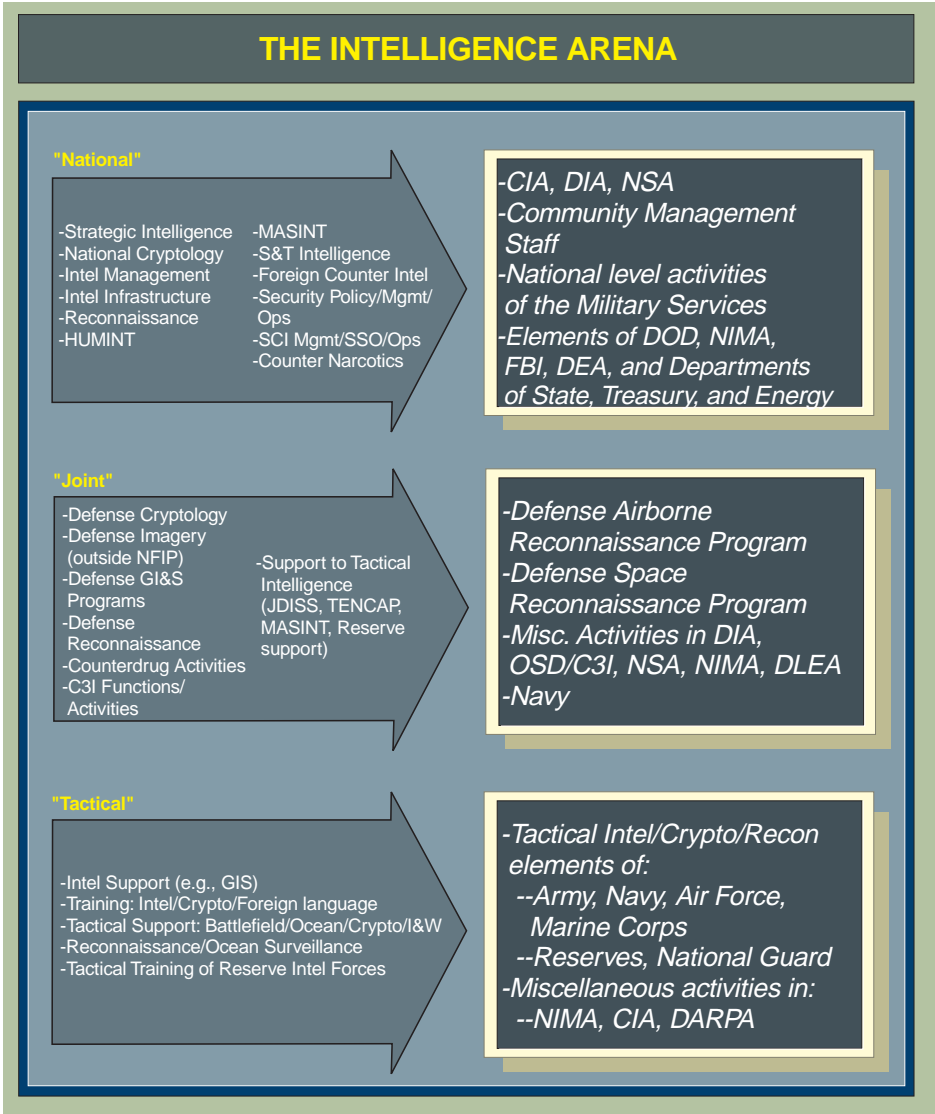 THE INTELLIGENCE ARENA
"National"
-Strategic Intelligence
-National Cryptology
-Intel Management
-Intel Infrastructure
-Reconnaissance
-HUMINT
-MASINT
-S&T Intelligence
-Foreign Counter Intel
-Security Policy/Mgmt/
Ops
-SCI Mgmt/SSO/Ops
-Counter Narcotics
-CIA, DIA, NSA
-Community Management
Staff
-National level activities
of the Military Services
-Elements of DOD, NIMA,
FBI, DEA, and Departments
of State, Treasury, and Energy
"Joint"
-Defense Cryptology
-Defense Imagery
(outside NFIP)
-Defense GI&S
Programs
-Defense
Reconnaissance
-Counterdrug Activities
-C3I Functions/
Activities
-Support to Tactical
Intelligence
(JDISS, TENCAP,
MASINT, Reserve
support)
-Defense Airborne
Reconnaissance Program
-Defense Space
Reconnaissance Program
-Misc. Activities in DIA,
OSD/C3I, NSA, NIMA, DLEA
-Navy
"Tactical"
-Intel Support (e.g., GIS)
-Training: Intel/Crypto/Foreign language
-Tactical Support: Battlefield/Ocean/Crypto/I&W
-Reconnaissance/Ocean Surveillance
-Tactical Training of Reserve Intel Forces
-Tactical Intel/Crypto/Recon
elements of:
--Army, Navy, Air Force,
Marine Corps
--Reserves, National Guard
-Miscellaneous activities in:
--NIMA, CIA, DARPA